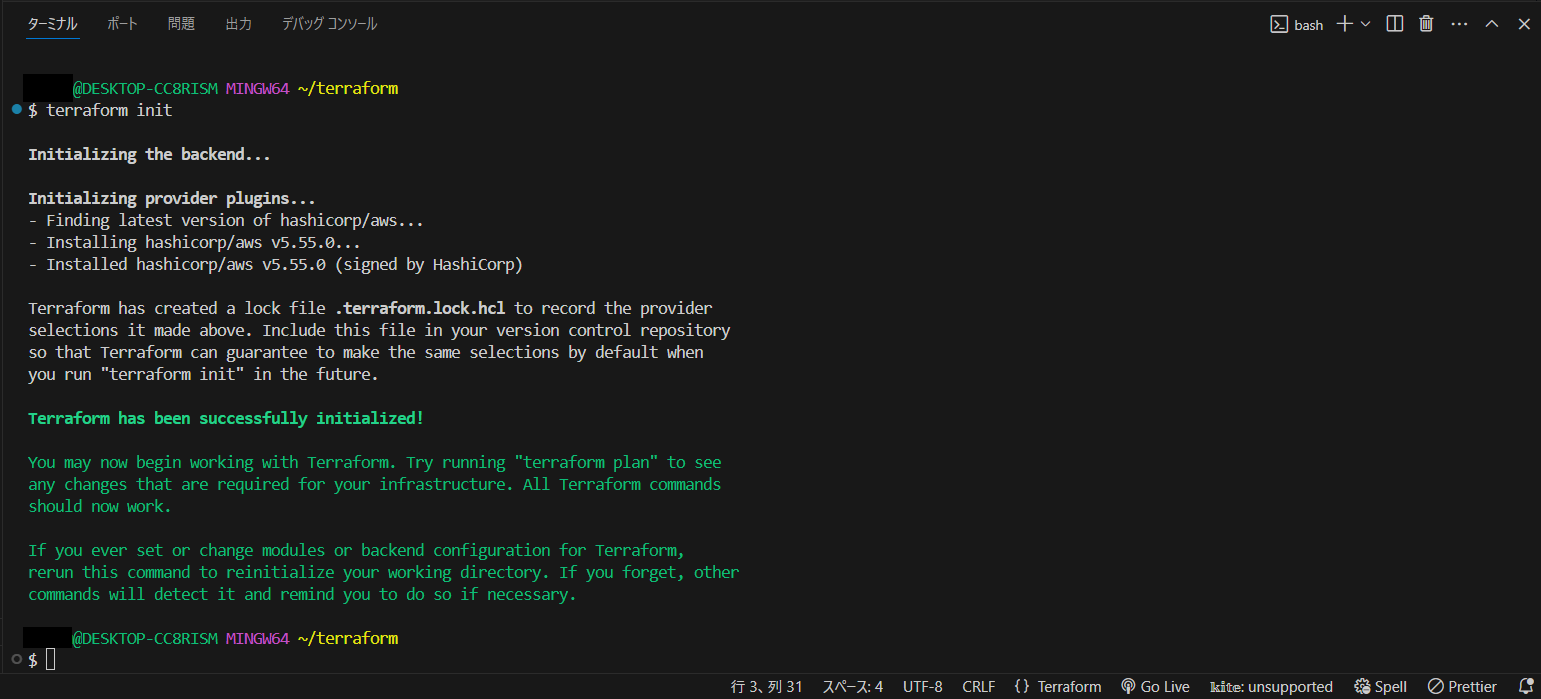 ターミナル ポート 問題 出力 デバッグ コンソール bash
@DESKTOP-CC8RISM MINGW64 ~/terraform
$ terraform init
Initializing the backend...
Initializing provider plugins...
- Finding latest version of hashicorp/aws...
- Installing hashicorp/aws v5.55.0...
- Installed hashicorp/aws v5.55.0 (signed by HashiCorp)
Terraform has created a lock file .terraform.lock.hcl to record the provider
selections it made above. Include this file in your version control repository
so that Terraform can guarantee to make the same selections by default when
you run "terraform init" in the future.
Terraform has been successfully initialized!
You may now begin working with Terraform. Try running "terraform plan" to see
any changes that are required for your infrastructure. All Terraform commands
should now work.
If you ever set or change modules or backend configuration for Terraform,
rerun this command to reinitialize your working directory. If you forget, other
commands will detect it and remind you to do so if necessary.
@DESKTOP-CC8RISM MINGW64 ~/terraform
$
行 3、列 31 スペース: 4 UTF-8 CRLF {} Terraform Go Live kite: unsupported Spell Prettier